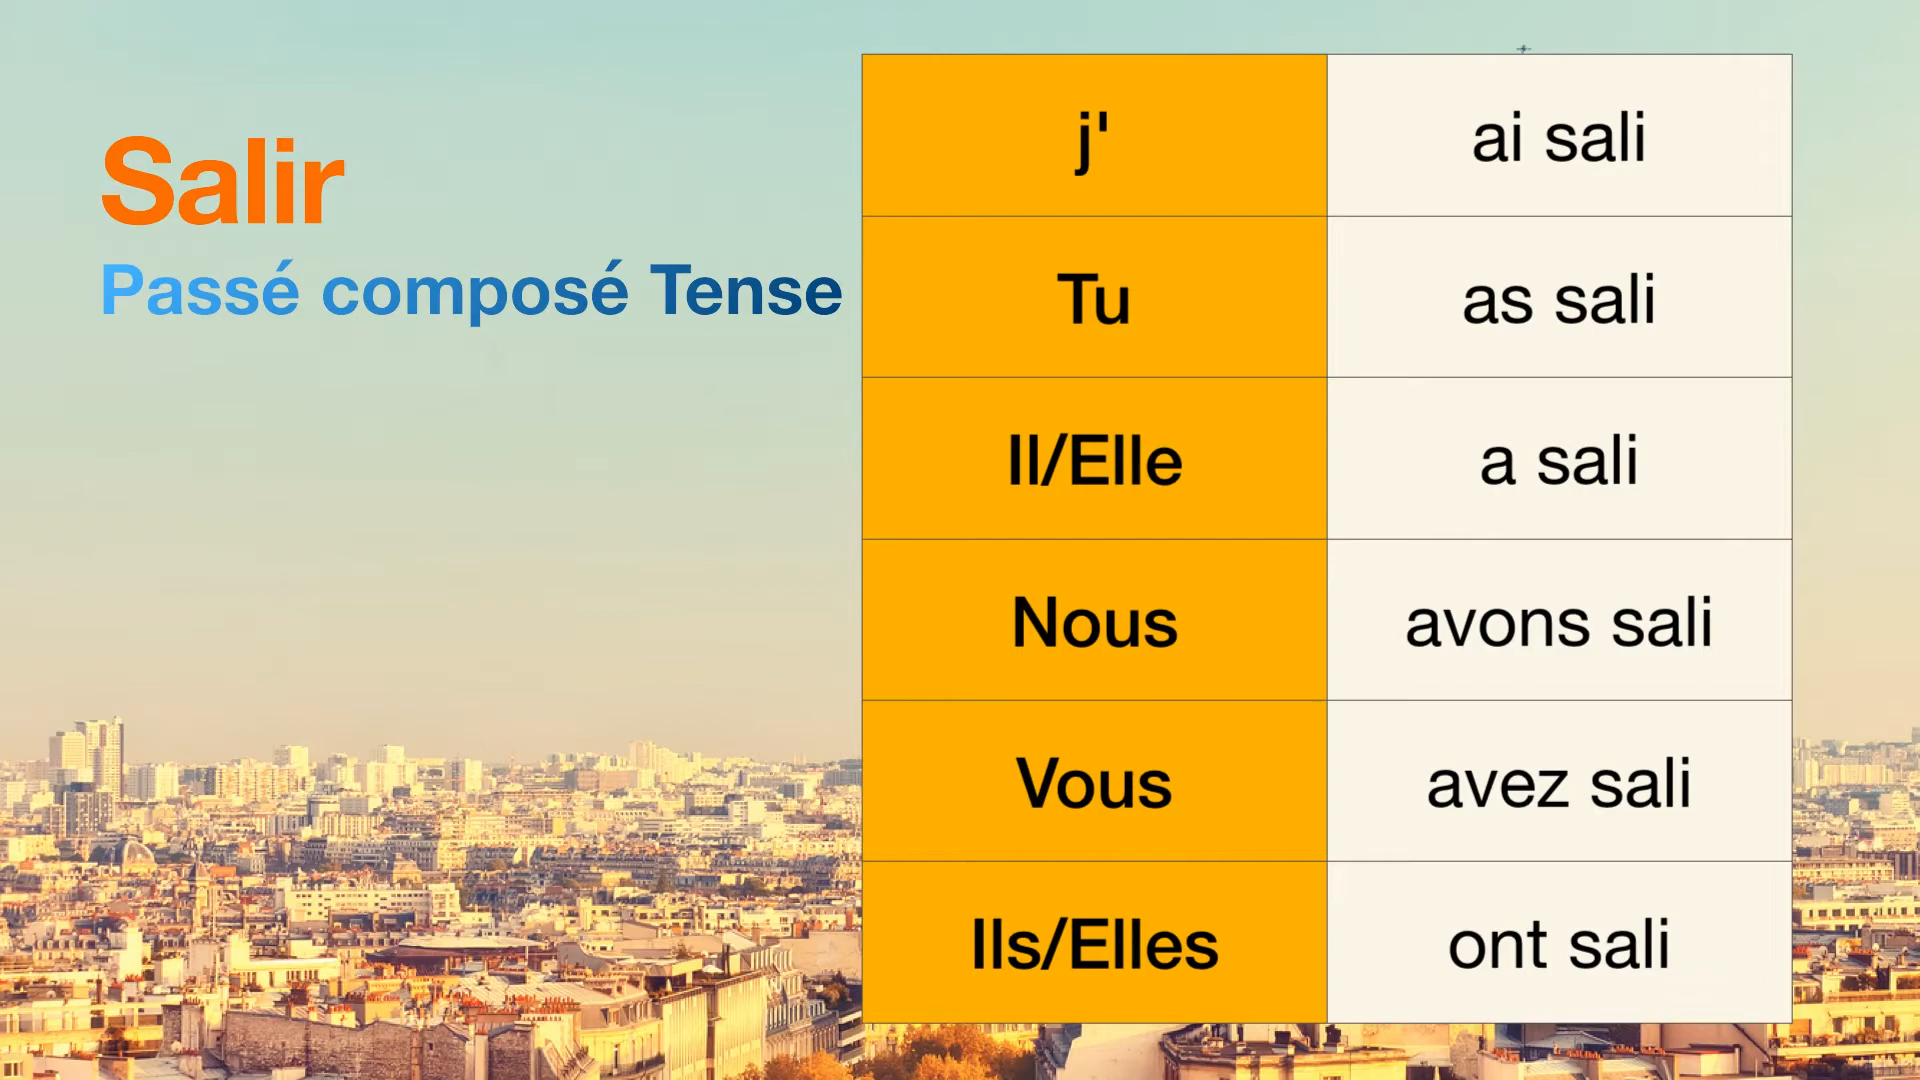 Salir
Passé composé Tense
j' ai sali
Tu as sali
Il/Elle a sali
Nous avons sali
Vous avez sali
Ils/Elles ont sali